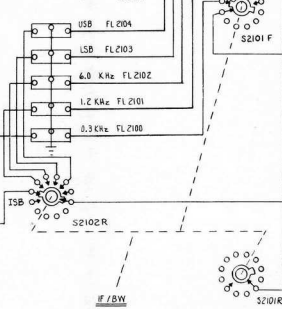 USB FL2104
S2101F
LSB FL2103
6.0 KHz FL2102
1.2 KHz FL2101
0.3 KHz FL2100
ISB
S2102R
IF/BW
S2101R